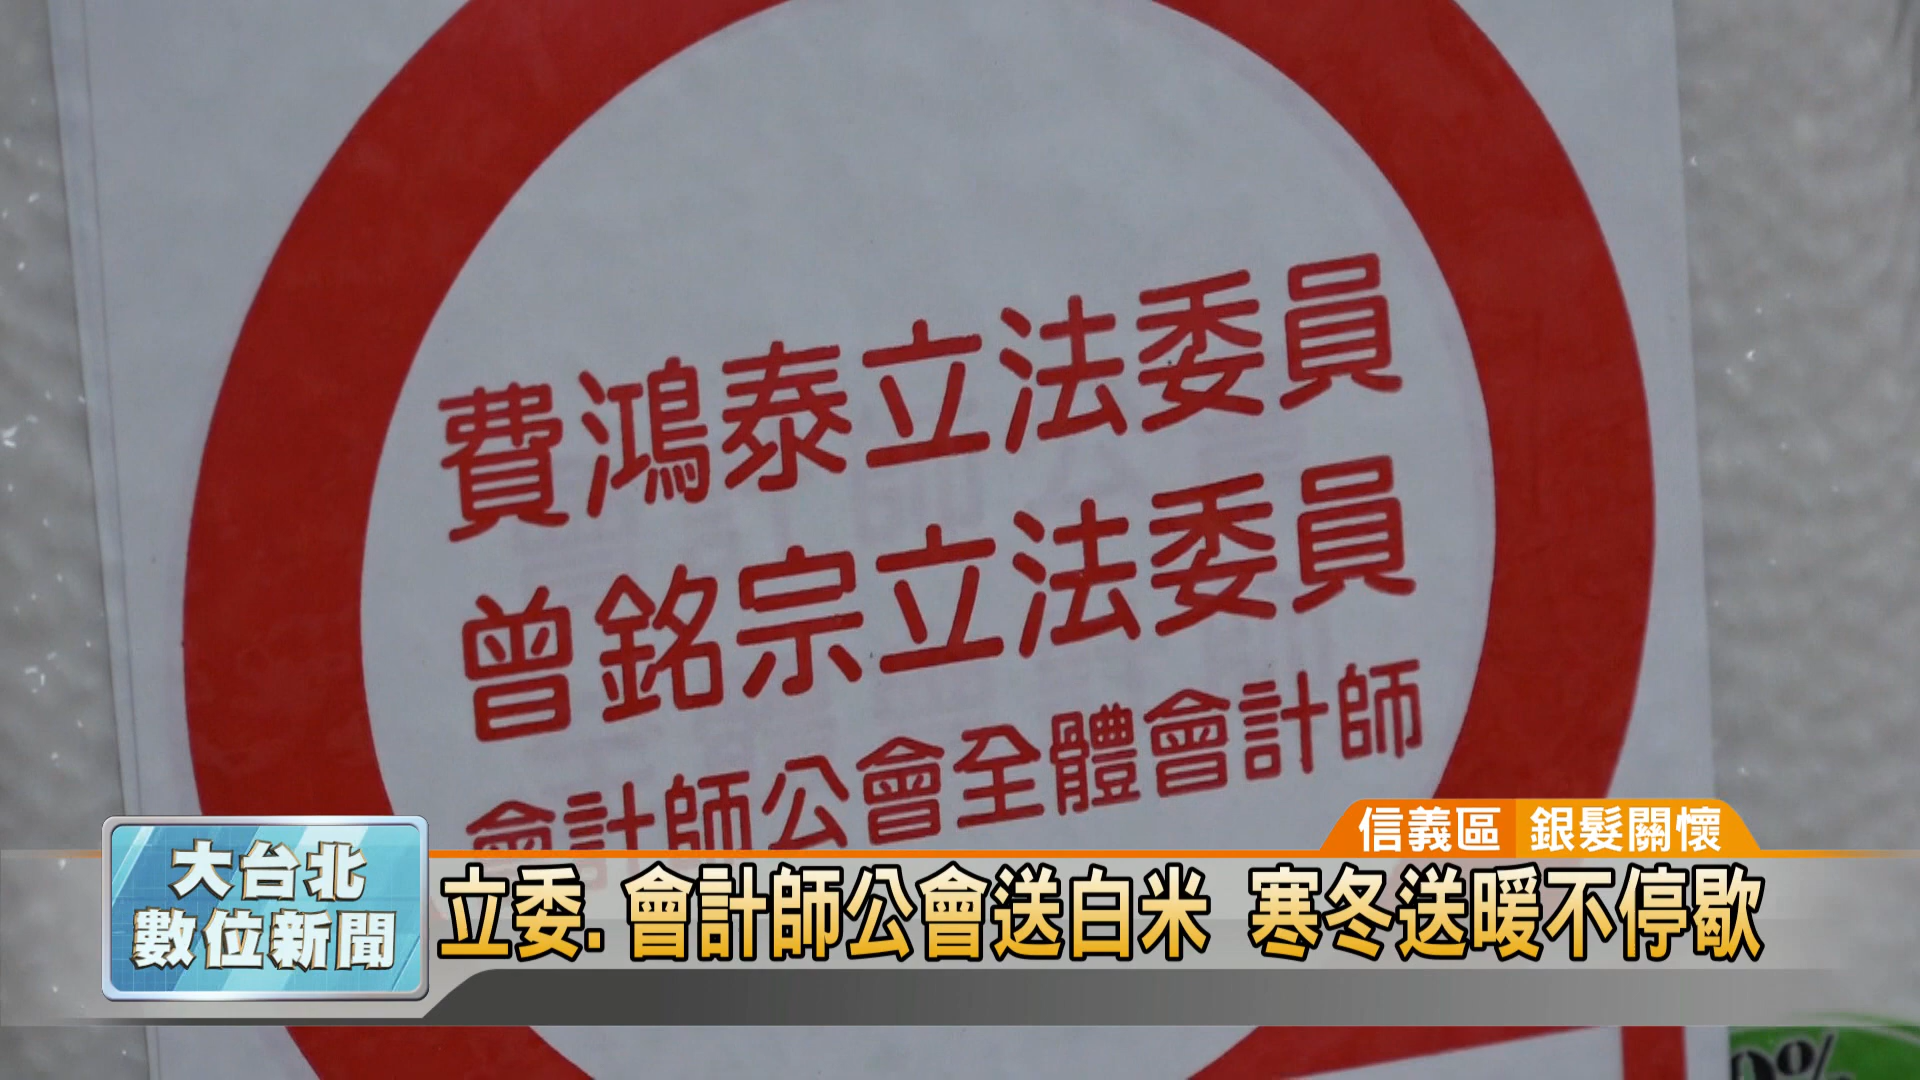 費鴻泰立法委員
曾銘宗立法委員
會計師公會全體會計師
信義區 銀髮關懷
大台北
數位新聞
立委.會計師公會送白米 寒冬送暖不停歇